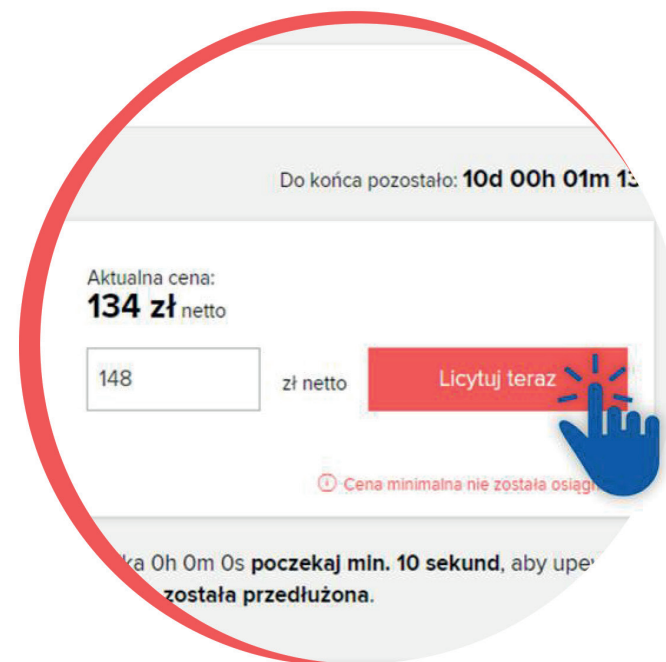 Do końca pozostało: 10d 00h 01m
Aktualna cena:
134 zł netto
148 zł netto Licytuj teraz
Cena minimalna nie została
0h 0m 0s poczekaj min. 10 sekund, aby
została przedłużona.